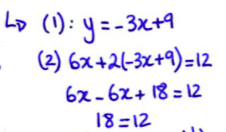 ↳ (1): y = -3x+9
(2) 6x+2(-3x+9)=12
6x - 6x + 18 = 12
18 = 12